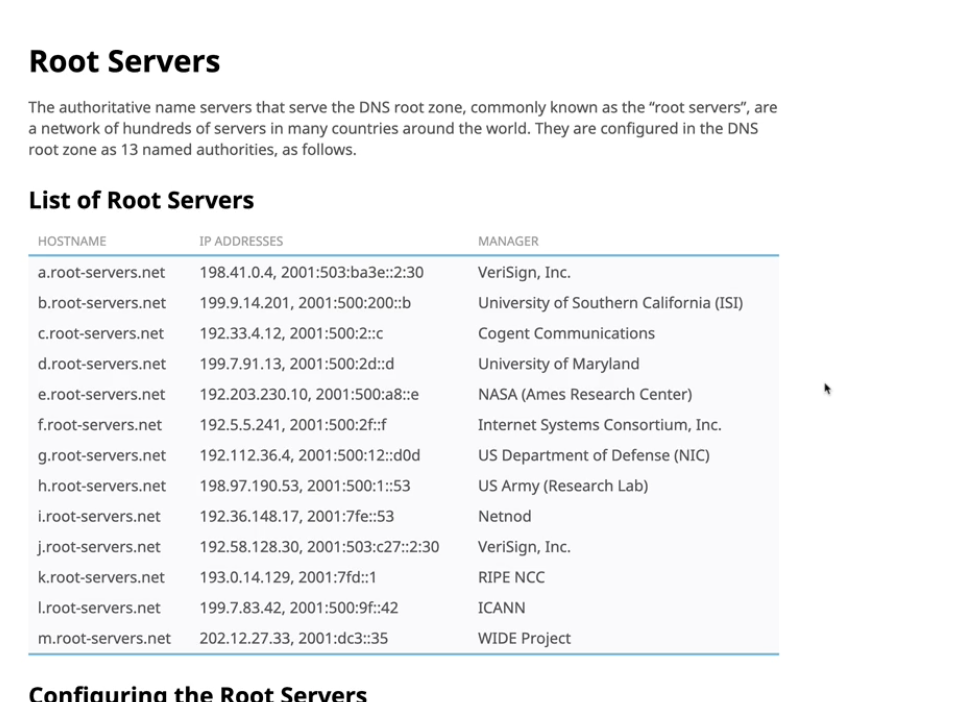 Root Servers
The authoritative name servers that serve the DNS root zone, commonly known as the “root servers”, are
a network of hundreds of servers in many countries around the world. They are configured in the DNS
root zone as 13 named authorities, as follows.
List of Root Servers
HOSTNAME IP ADDRESSES MANAGER
a.root-servers.net 198.41.0.4, 2001:503:ba3e::2:30 VeriSign, Inc.
b.root-servers.net 199.9.14.201, 2001:500:200::b University of Southern California (ISI)
c.root-servers.net 192.33.4.12, 2001:500:2::c Cogent Communications
d.root-servers.net 199.7.91.13, 2001:500:2d::d University of Maryland
e.root-servers.net 192.203.230.10, 2001:500:a8::e NASA (Ames Research Center)
f.root-servers.net 192.5.5.241, 2001:500:2f::f Internet Systems Consortium, Inc.
g.root-servers.net 192.112.36.4, 2001:500:12::d0d US Department of Defense (NIC)
h.root-servers.net 198.97.190.53, 2001:500:1::53 US Army (Research Lab)
i.root-servers.net 192.36.148.17, 2001:7fe::53 Netnod
j.root-servers.net 192.58.128.30, 2001:503:c27::2:30 VeriSign, Inc.
k.root-servers.net 193.0.14.129, 2001:7fd::1 RIPE NCC
l.root-servers.net 199.7.83.42, 2001:500:9f::42 ICANN
m.root-servers.net 202.12.27.33, 2001:dc3::35 WIDE Project
Configuring the Root Servers